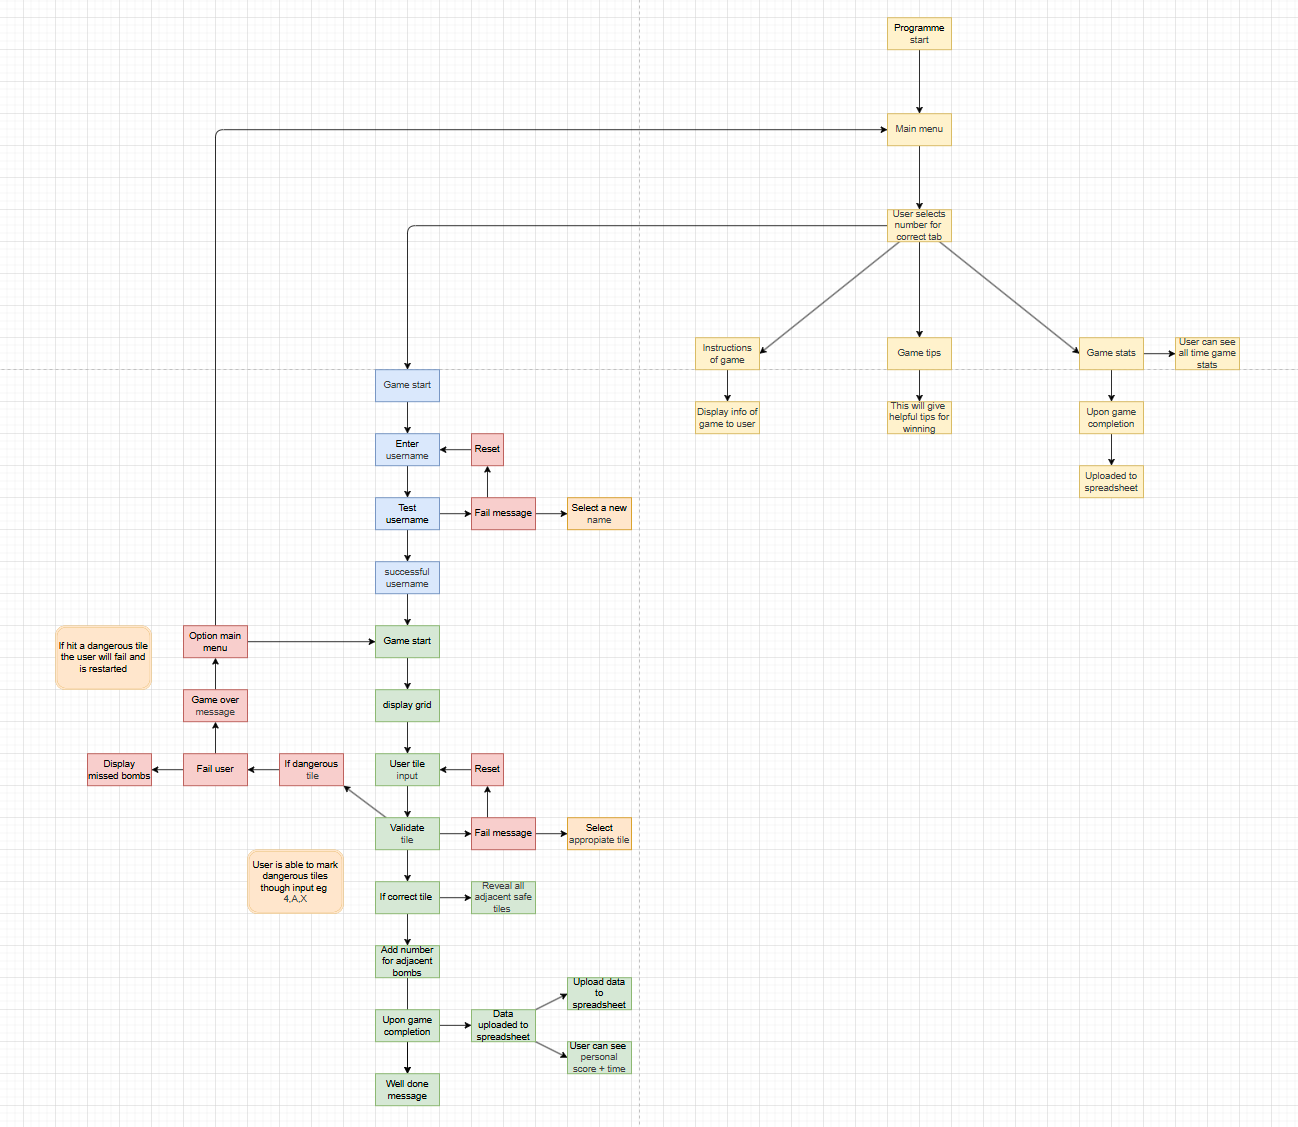 Programme
start
Main menu
User selects
number for
correct tab
Instructions
of game
Game tips
Game stats
User can see
all time game
stats
Display info of
game to user
This will give
helpful tips for
winning
Upon game
completion
Uploaded to
spreadsheet
Game start
Enter
username
Reset
Test
username
Fail message
Select a new
name
successful
username
If hit a dangerous tile
the user will fail and
is restarted
Option main
menu
Game start
Game over
message
display grid
Display
missed bombs
Fail user
If dangerous
tile
User tile
input
Reset
Validate
tile
Fail message
Select
appropiate tile
User is able to mark
dangerous tiles
though input eg
4,A,X
If correct tile
Reveal all
adjacent safe
tiles
Add number
for adjacent
bombs
Upon game
completion
Data
uploaded to
spreadsheet
Upload data
to
spreadsheet
User can see
personal
score + time
Well done
message